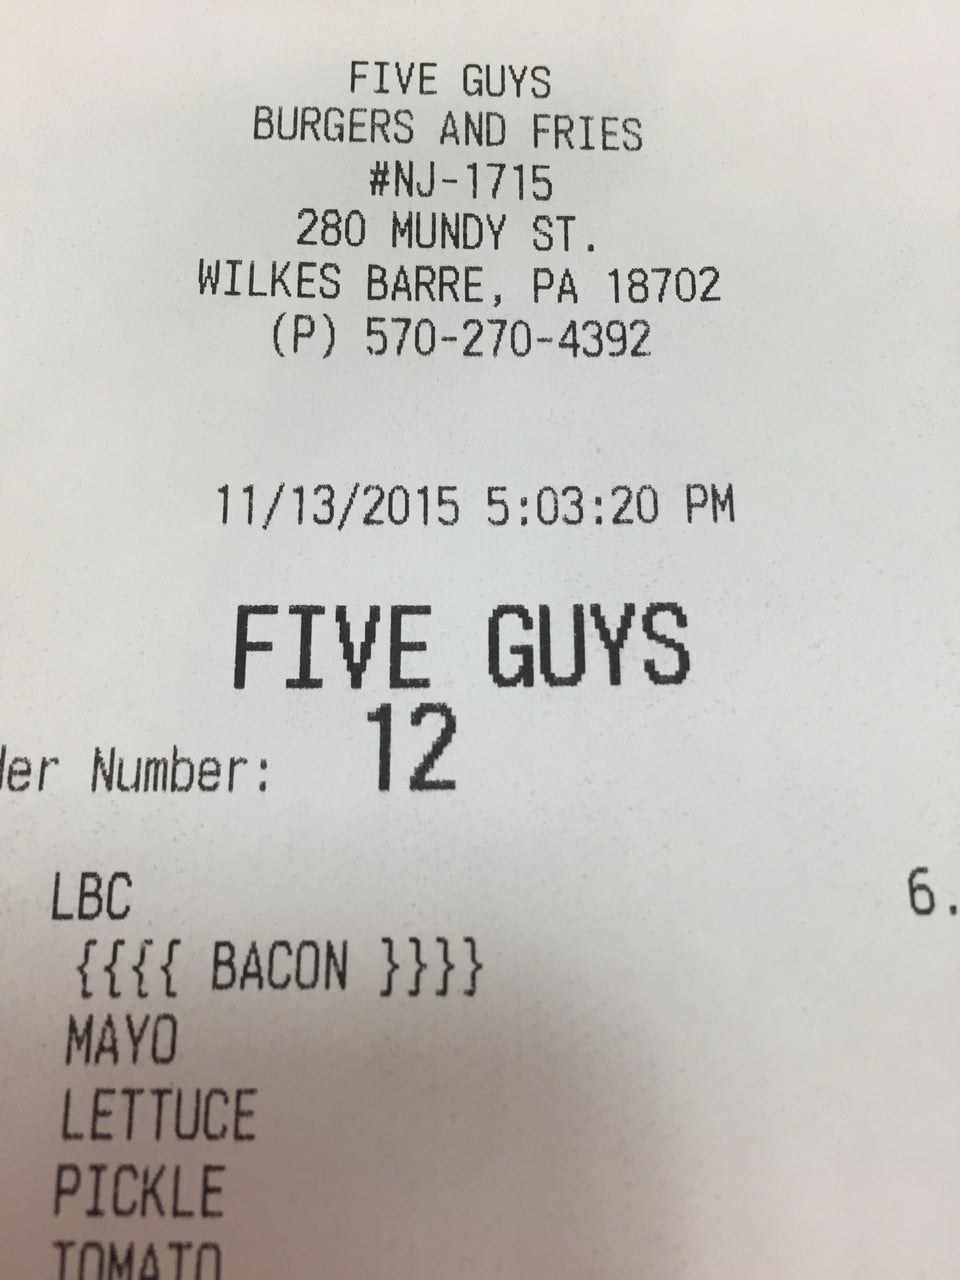 FIVE GUYS
BURGERS AND FRIES
#NJ-1715
280 MUNDY ST.
WILKES BARRE, PA 18702
(P) 570-270-4392
11/13/2015 5:03:20 PM
FIVE GUYS
der Number: 12
LBC 6.
{{{{ BACON }}}}
MAYO
LETTUCE
PICKLE
TOMATO